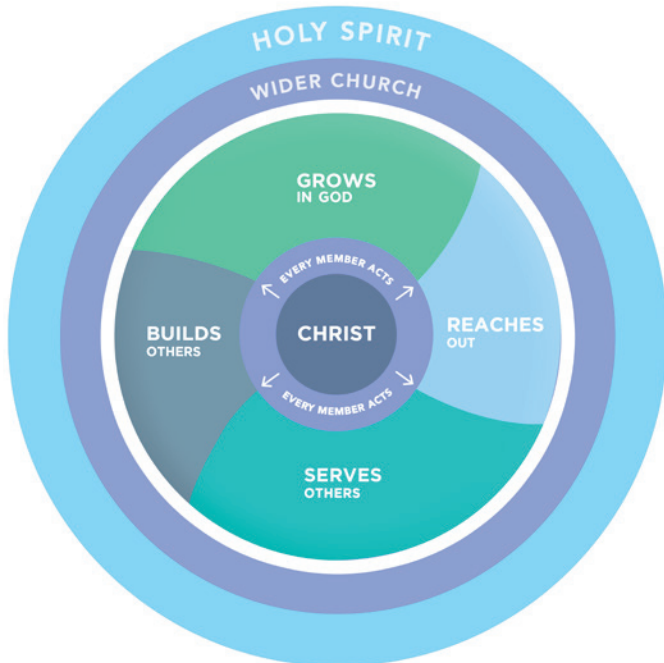 HOLY SPIRIT
WIDER CHURCH
GROWS
IN GOD
EVERY MEMBER ACTS
BUILDS
OTHERS
CHRIST
REACHES
OUT
EVERY MEMBER ACTS
SERVES
OTHERS